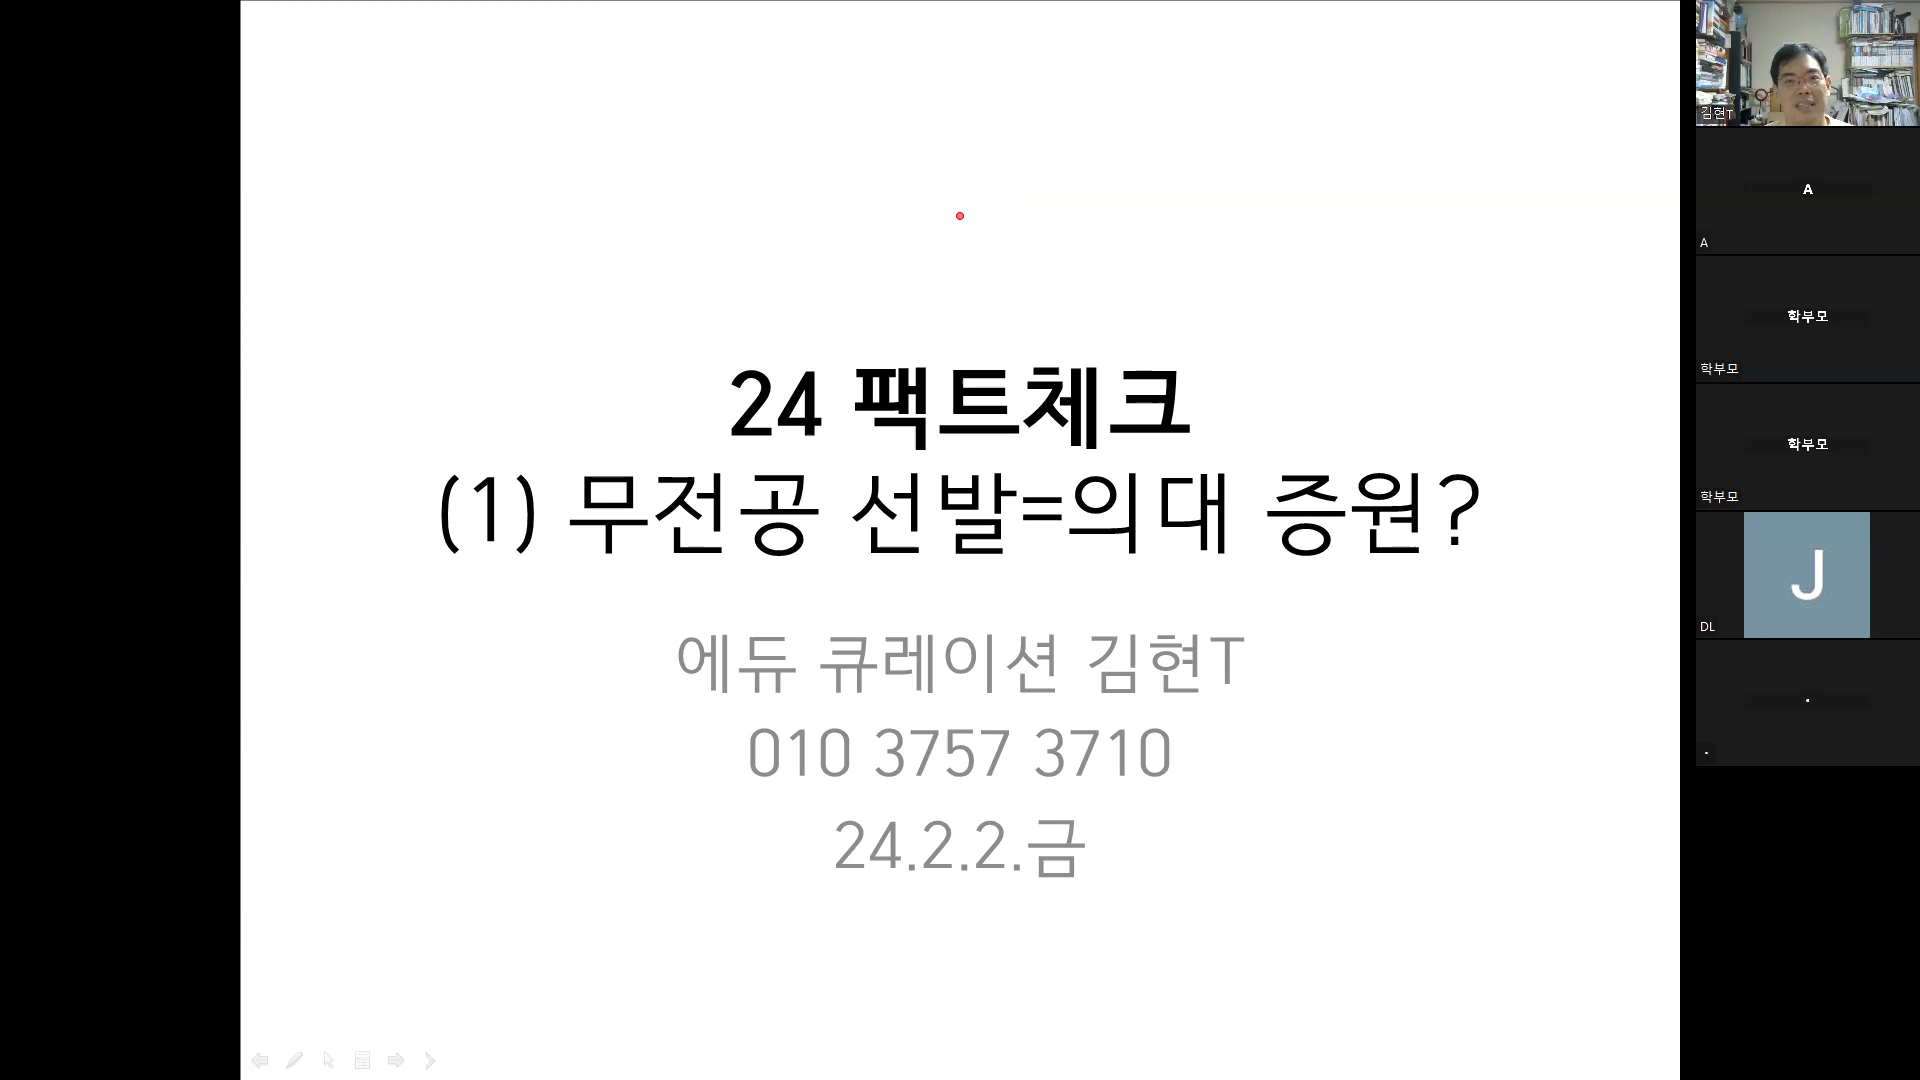 24 팩트체크
(1) 무전공 선발=의대 증원?
에듀 큐레이션 김현T
010 3757 3710
24.2.2.금
김현T
A
A
학부모
학부모
학부모
학부모
J
DL
.
.